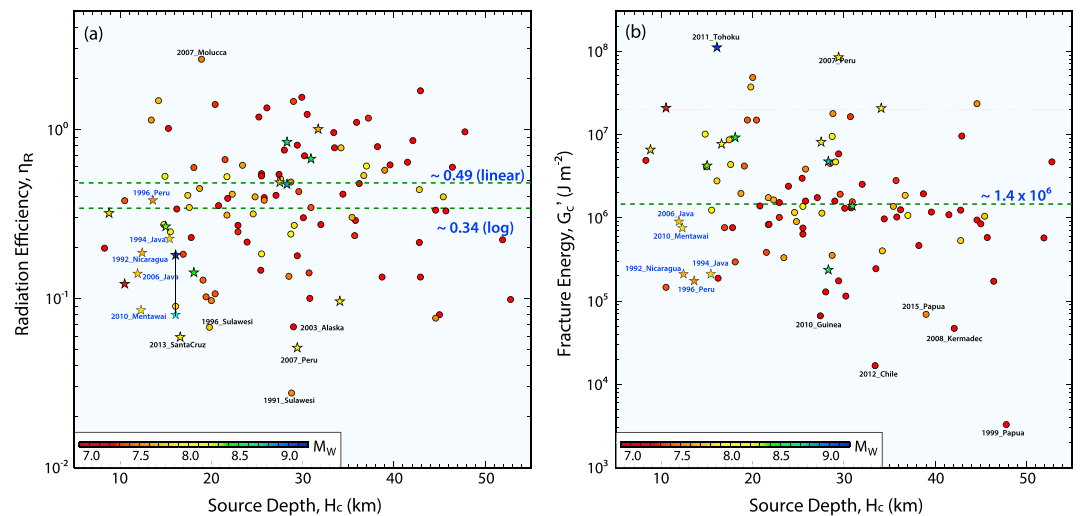 (a)
2007_Molucca
10^0
10^-1
10^-2
Radiation Efficiency, η_R
~ 0.49 (linear)
1996_Peru
~ 0.34 (log)
1994_Java
1992_Nicaragua
2006_Java
2010_Mentawai
1996_Sulawesi
2003_Alaska
2013_SantaCruz
2007_Peru
1991_Sulawesi
7.0 7.5 8.0 8.5 9.0 M_W
10 20 30 40 50
Source Depth, Hc (km)
(b)
2011_Tohoku
10^8
2007_Peru
10^7
10^6
10^5
10^4
10^3
Fracture Energy, G_c' (J m^-2)
~ 1.4 x 10^6
2006_Java
2010_Mentawai
1994_Java
1992_Nicaragua
1996_Peru
2015_Papua
2010_Guinea
2008_Kermadec
2012_Chile
1999_Papua
7.0 7.5 8.0 8.5 9.0 M_W
10 20 30 40 50
Source Depth, Hc (km)